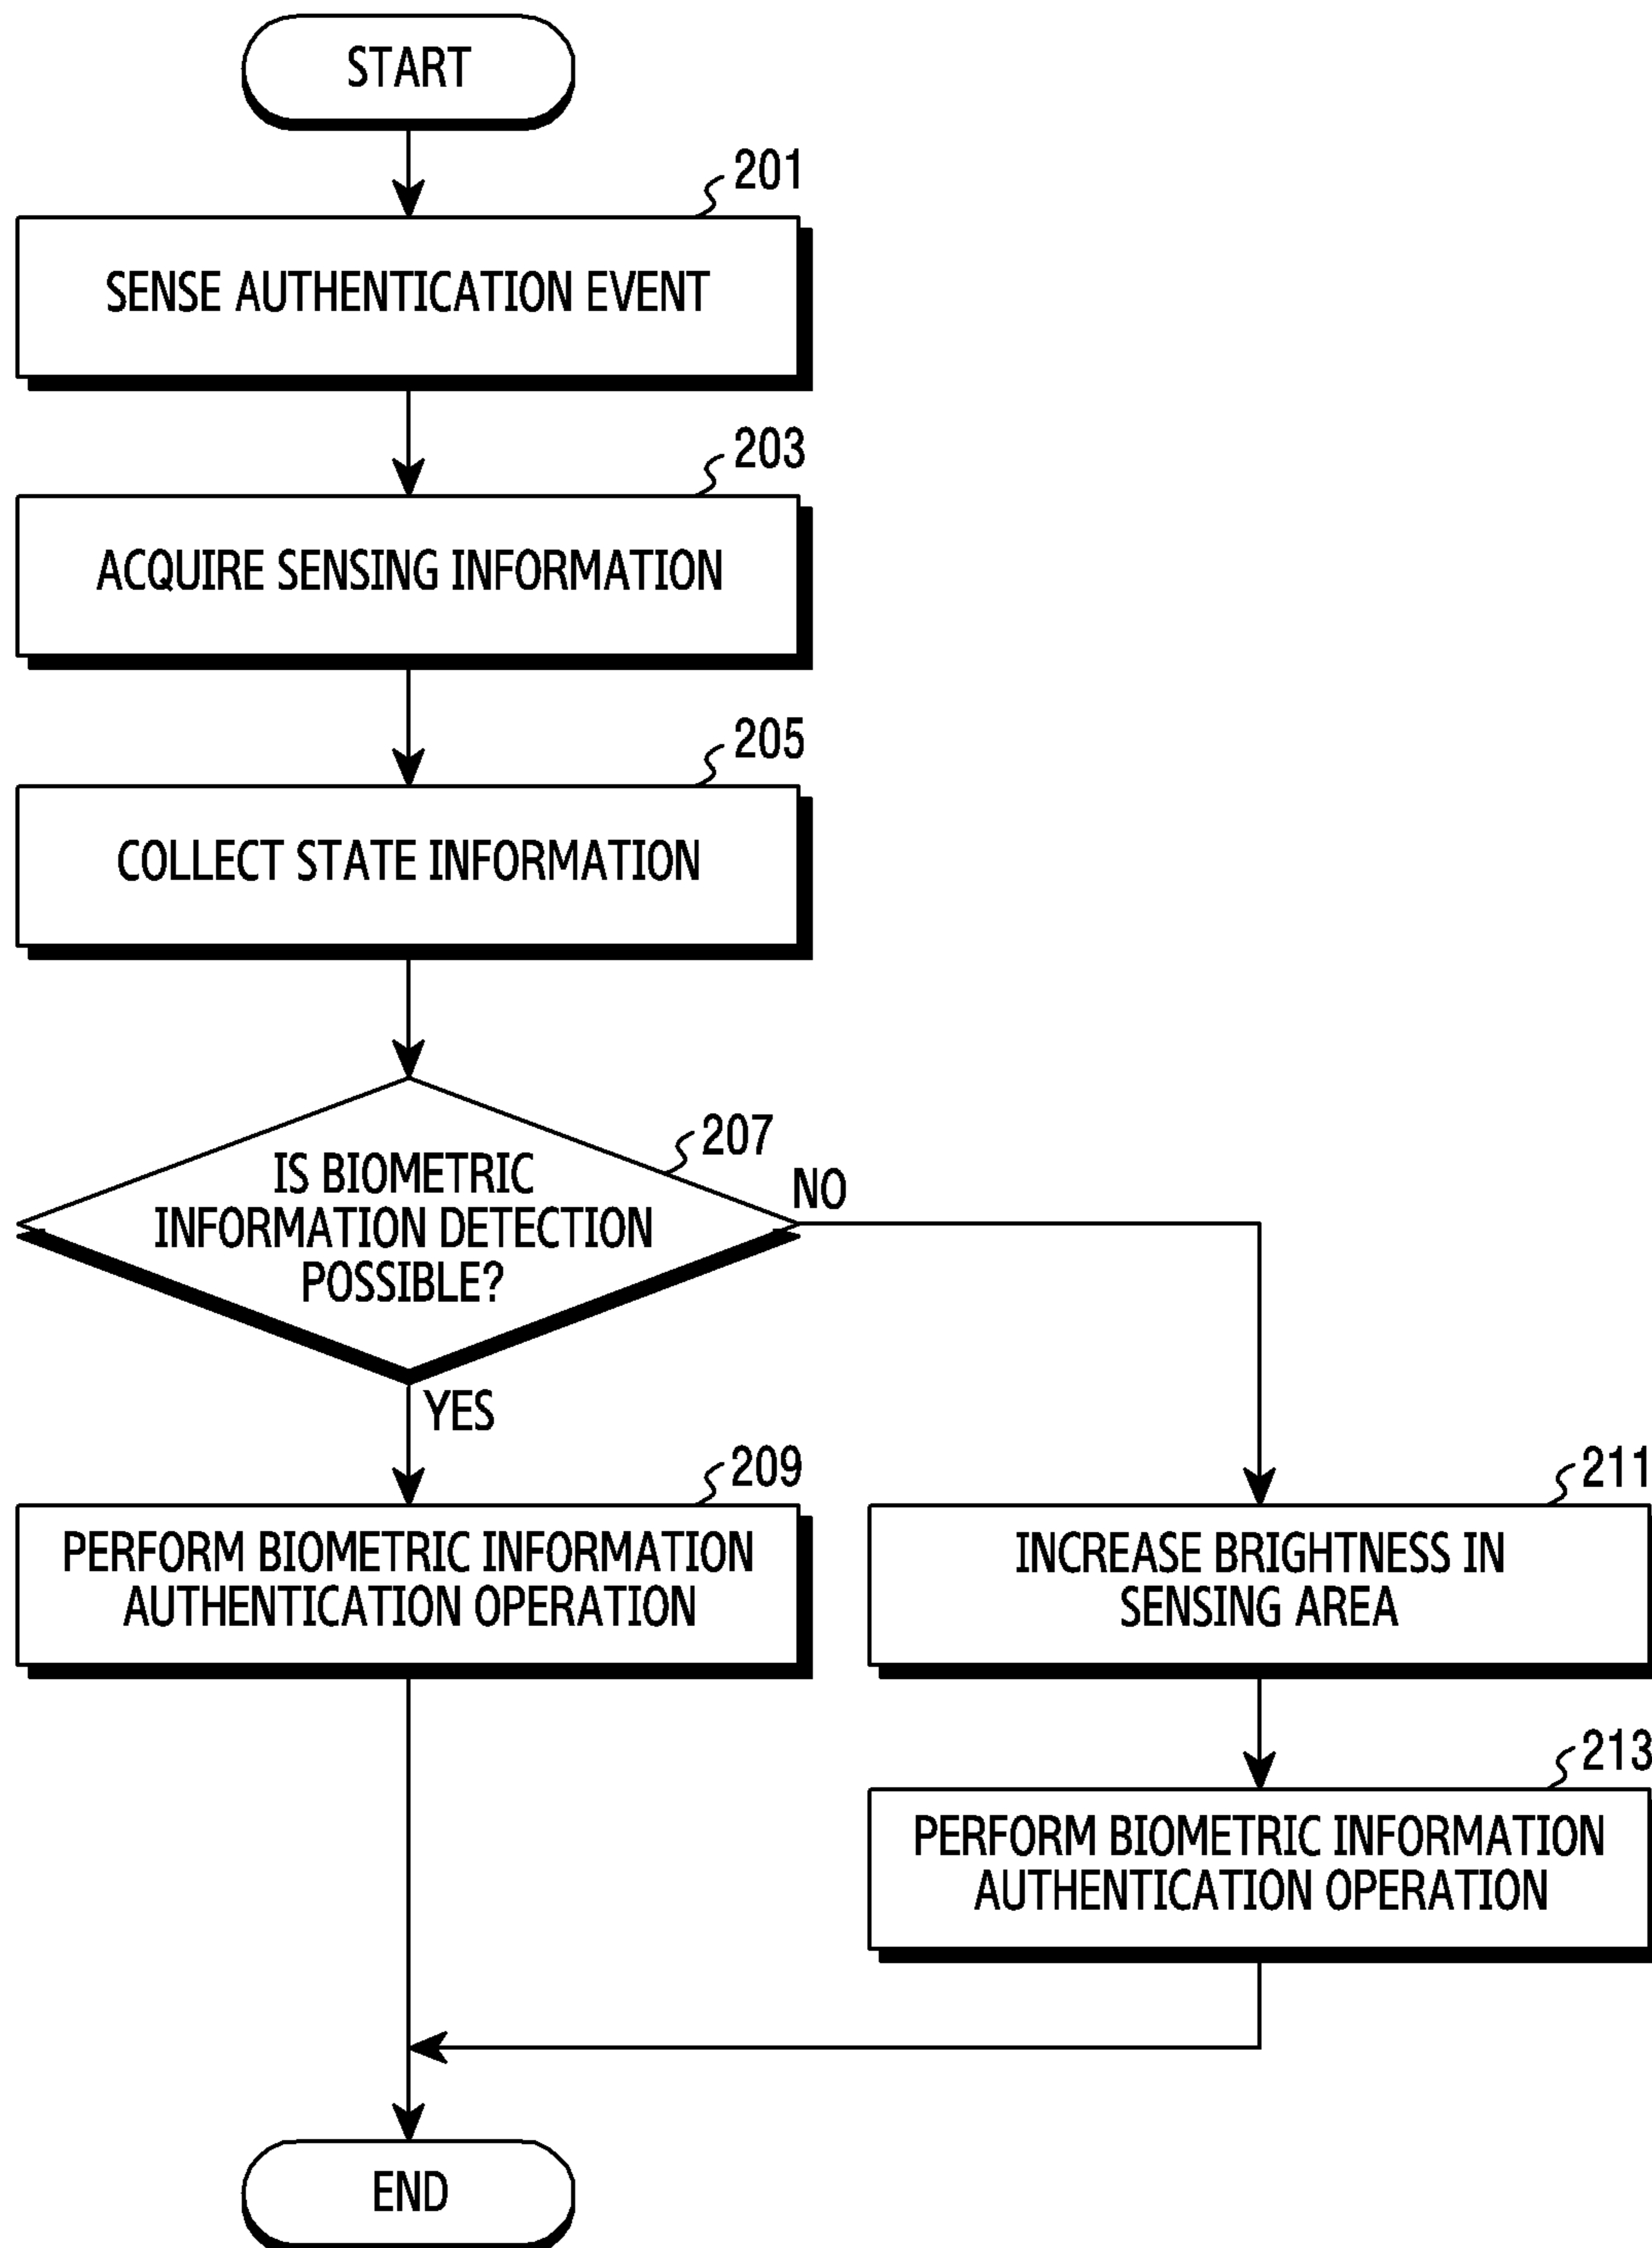 START
201
SENSE AUTHENTICATION EVENT
203
ACQUIRE SENSING INFORMATION
205
COLLECT STATE INFORMATION
207
IS BIOMETRIC
INFORMATION DETECTION
POSSIBLE?
NO
YES
209
PERFORM BIOMETRIC INFORMATION
AUTHENTICATION OPERATION
211
INCREASE BRIGHTNESS IN
SENSING AREA
213
PERFORM BIOMETRIC INFORMATION
AUTHENTICATION OPERATION
END